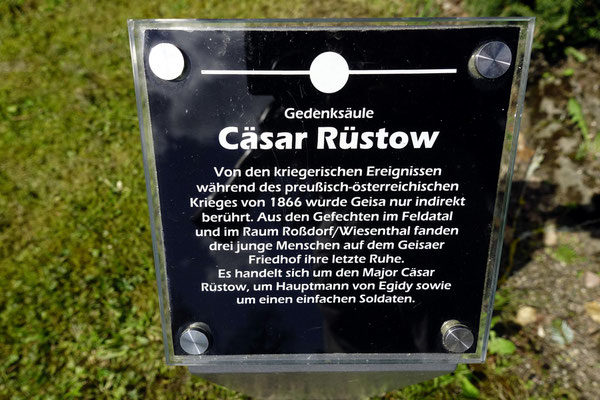 Gedenksäule
Cäsar Rüstow
Von den kriegerischen Ereignissen
während des preußisch-österreichischen
Krieges von 1866 wurde Geisa nur indirekt
berührt. Aus den Gefechten im Feldatal
und im Raum Roßdorf/Wiesenthal fanden
drei junge Menschen auf dem Geisaer
Friedhof ihre letzte Ruhe.
Es handelt sich um den Major Cäsar
Rüstow, um Hauptmann von Egidy sowie
um einen einfachen Soldaten.